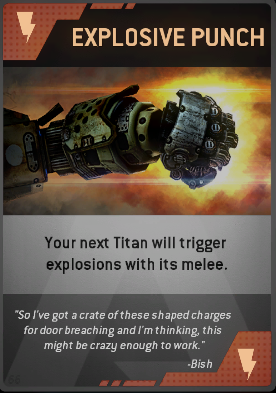 EXPLOSIVE PUNCH
Your next Titan will trigger
explosions with its melee.
"So I've got a crate of these shaped charges
for door breaching and I'm thinking, this
might be crazy enough to work."
-Bish